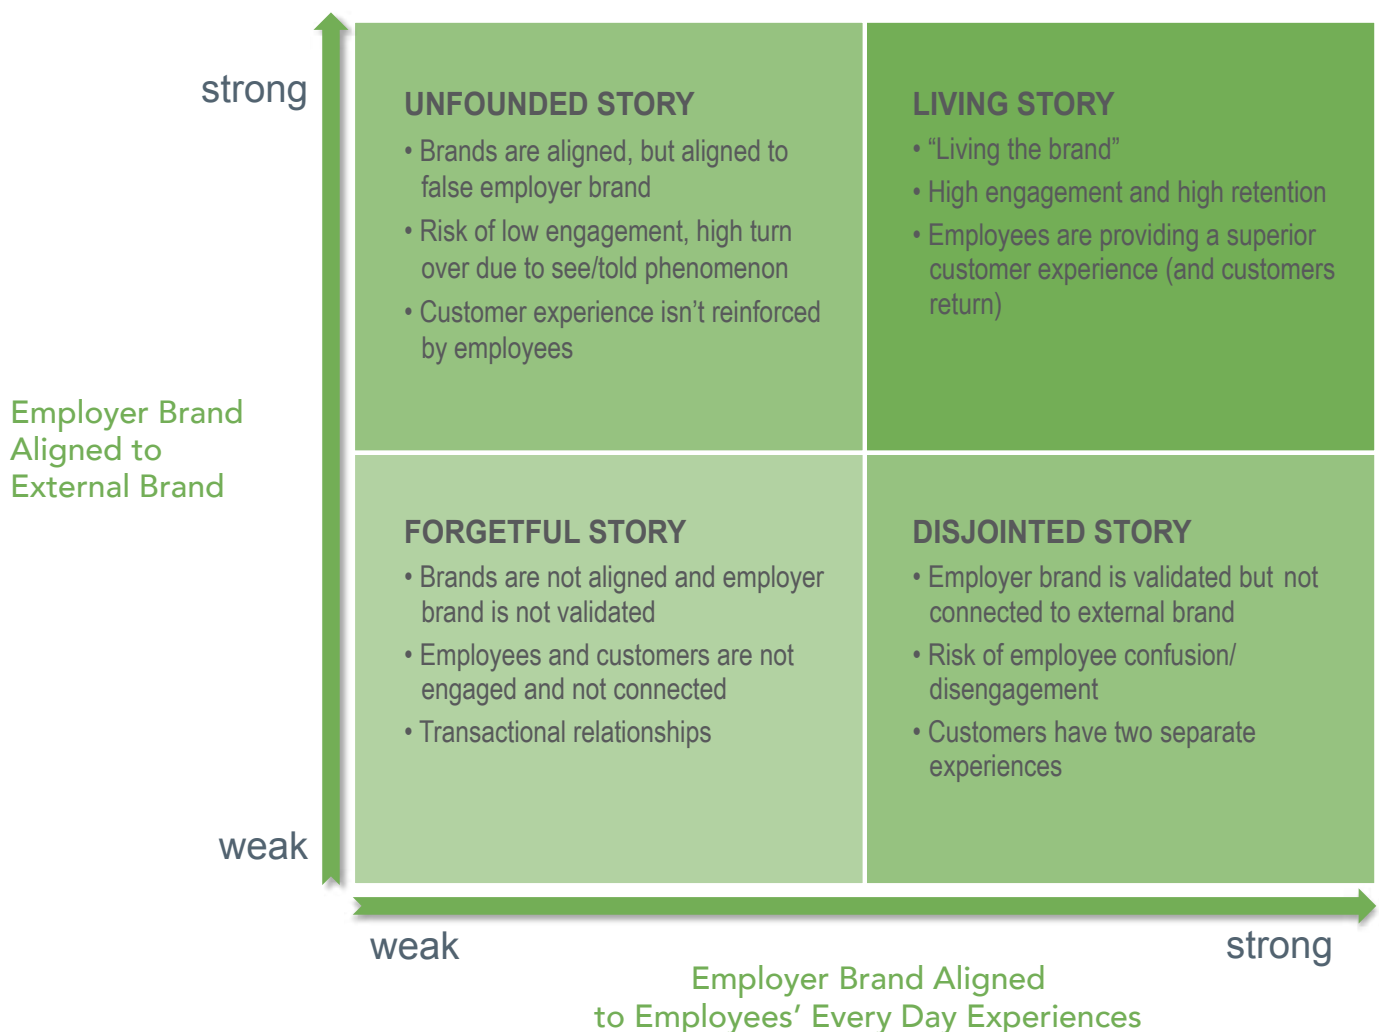 strong
UNFOUNDED STORY
• Brands are aligned, but aligned to
false employer brand
• Risk of low engagement, high turn
over due to see/told phenomenon
• Customer experience isn’t reinforced
by employees
LIVING STORY
• “Living the brand”
• High engagement and high retention
• Employees are providing a superior
customer experience (and customers
return)
Employer Brand
Aligned to
External Brand
FORGETFUL STORY
• Brands are not aligned and employer
brand is not validated
• Employees and customers are not
engaged and not connected
• Transactional relationships
DISJOINTED STORY
• Employer brand is validated but not
connected to external brand
• Risk of employee confusion/
disengagement
• Customers have two separate
experiences
weak
weak
strong
Employer Brand Aligned
to Employees’ Every Day Experiences